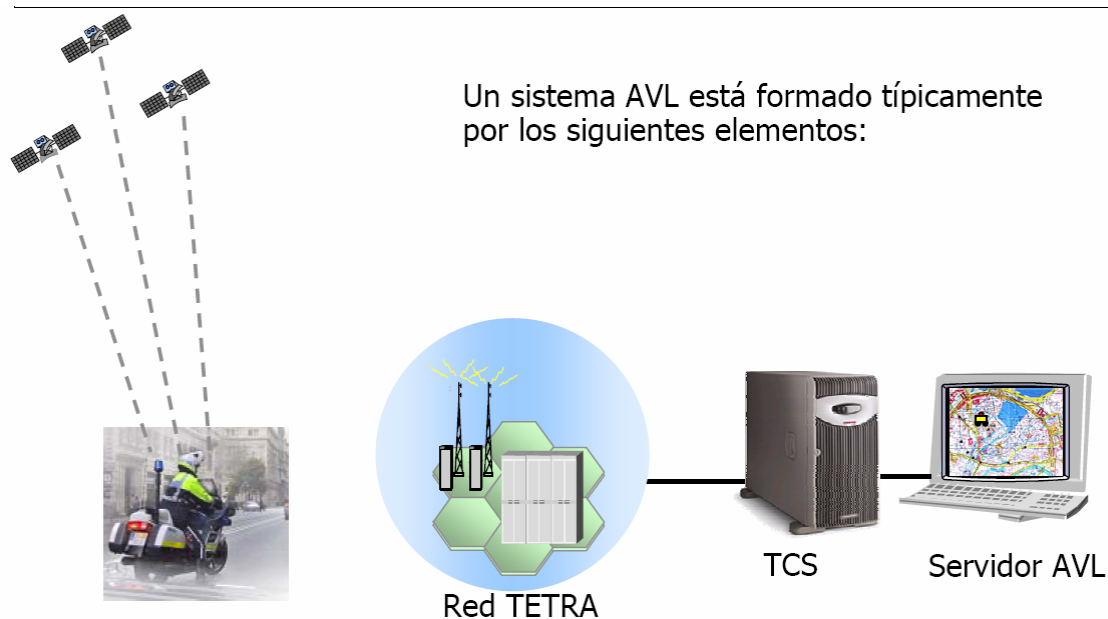 Un sistema AVL está formado típicamente
por los siguientes elementos:
TCS
Servidor AVL
Red TETRA